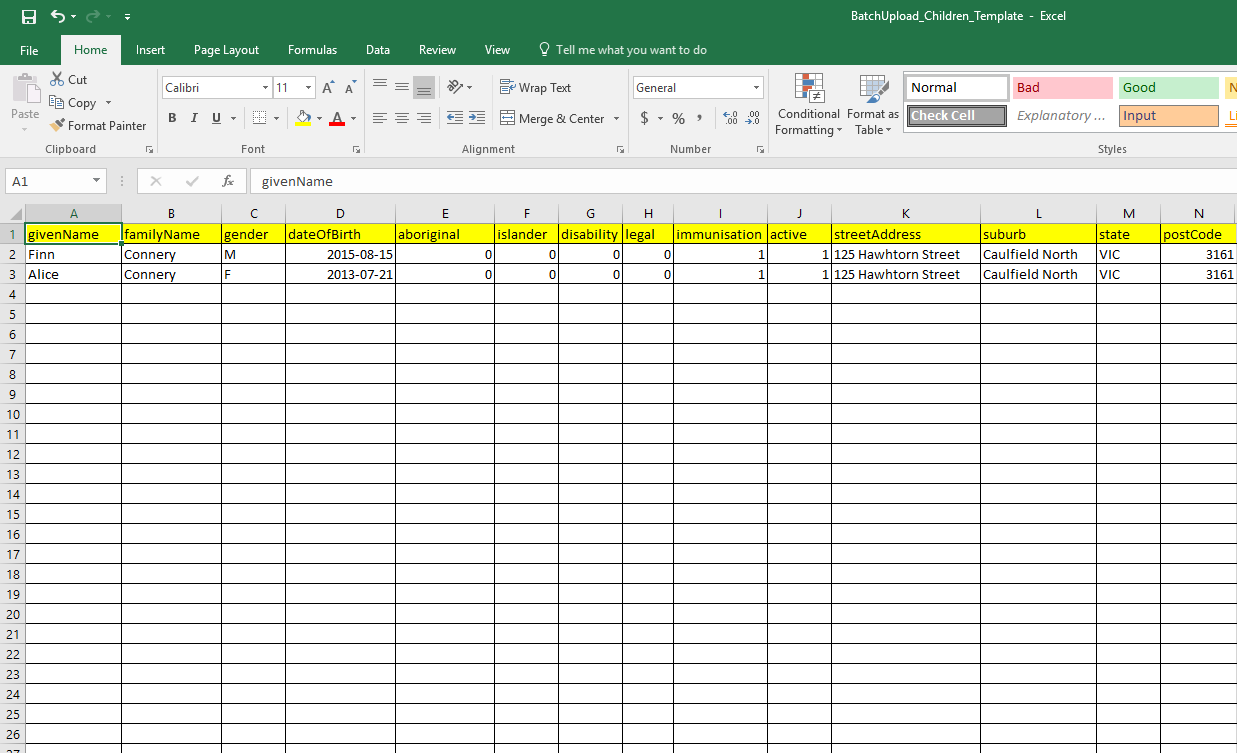 BatchUpload_Children_Template - Excel
File Home Insert Page Layout Formulas Data Review View Tell me what you want to do
Cut
Copy
Format Painter
Paste
Clipboard
Calibri 11 A A
B I U A
Font
Wrap Text
Merge & Center
Alignment
General
$ % ,
Number
Conditional Formatting
Format as Table
Normal Bad Good N
Check Cell Explanatory ... Input Li
Styles
A1 fx givenName
A B C D E F G H I J K L M N
1 givenName familyName gender dateOfBirth aboriginal islander disability legal immunisation active streetAddress suburb state postCode
2 Finn Connery M 2015-08-15 0 0 0 0 1 1 125 Hawhtorn Street Caulfield North VIC 3161
3 Alice Connery F 2013-07-21 0 0 0 0 1 1 125 Hawhtorn Street Caulfield North VIC 3161
4
5
6
7
8
9
10
11
12
13
14
15
16
17
18
19
20
21
22
23
24
25
26